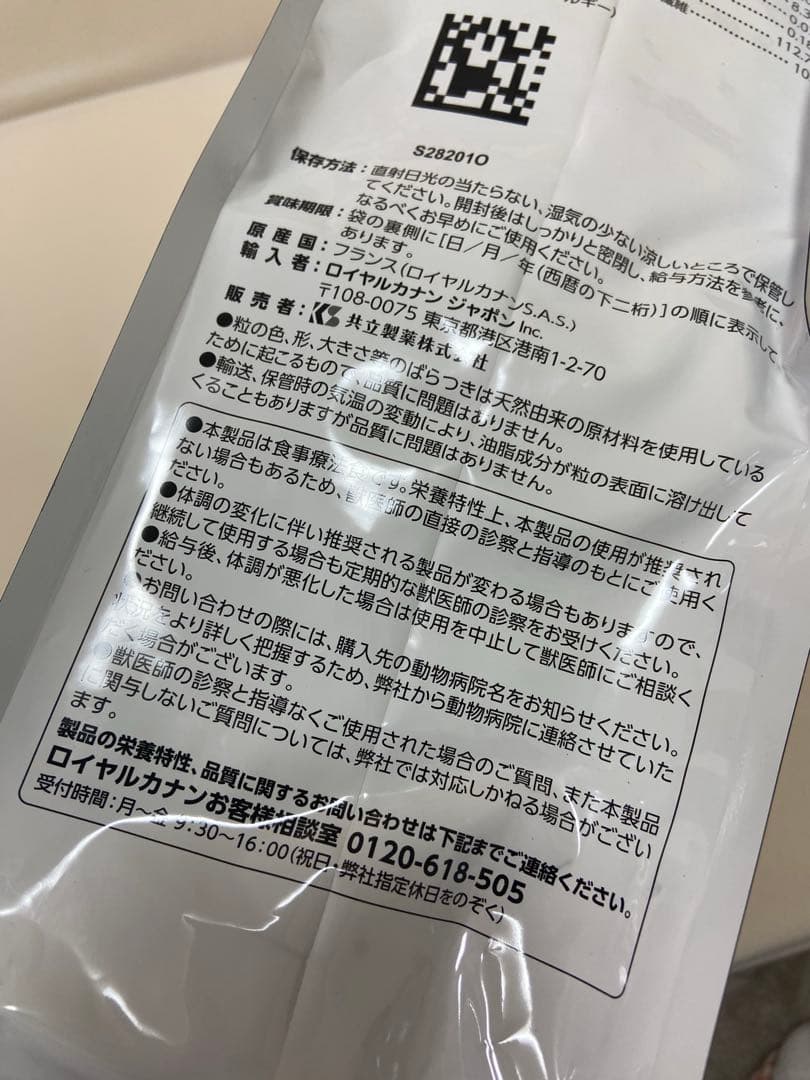 ルギー)
繊維
8.3
0.0
0.18
112.7
10
S28201O
保存方法：直射日光の当たらない、湿気の少ない涼しいところで保管し
てください。開封後はしっかりと密閉し、給与方法を参考に、
なるべくお早めにご使用ください。
賞味期限：袋の裏側に[日／月／年(西暦の下二桁)]の順に表示して
あります。
原産国：フランス(ロイヤルカナンS.A.S.)
輸入者：ロイヤルカナン ジャポン Inc.
〒108-0075 東京都港区港南1-2-70
販売者：KS 共立製薬株式会社
●粒の色、形、大きさ等のばらつきは天然由来の原材料を使用している
ために起こるもので、品質に問題はありません。
●輸送、保管時の気温の変動により、油脂成分が粒の表面に溶け出して
くることもありますが品質に問題はありません。
●本製品は食事療法食です。栄養特性上、本製品の使用が推奨され
ない場合もあるため、獣医師の直接の診察と指導のもとにご使用く
ださい。
●体調の変化に伴い推奨される製品が変わる場合もありますので、
継続して使用する場合も定期的な獣医師の診察をお受けください。
●給与後、体調が悪化した場合は使用を中止して獣医師にご相談く
ださい。
●お問い合わせの際には、購入先の動物病院名をお知らせください。
状況をより詳しく把握するため、弊社から動物病院に連絡させていた
だく場合がございます。
●獣医師の診察と指導なくご使用された場合のご質問、また本製品
に関与しないご質問については、弊社では対応しかねる場合がござい
ます。
製品の栄養特性、品質に関するお問い合わせは下記までご連絡ください。
ロイヤルカナンお客様相談室 0120-618-505
受付時間：月〜金 9:30〜16:00(祝日・弊社指定休日をのぞく)